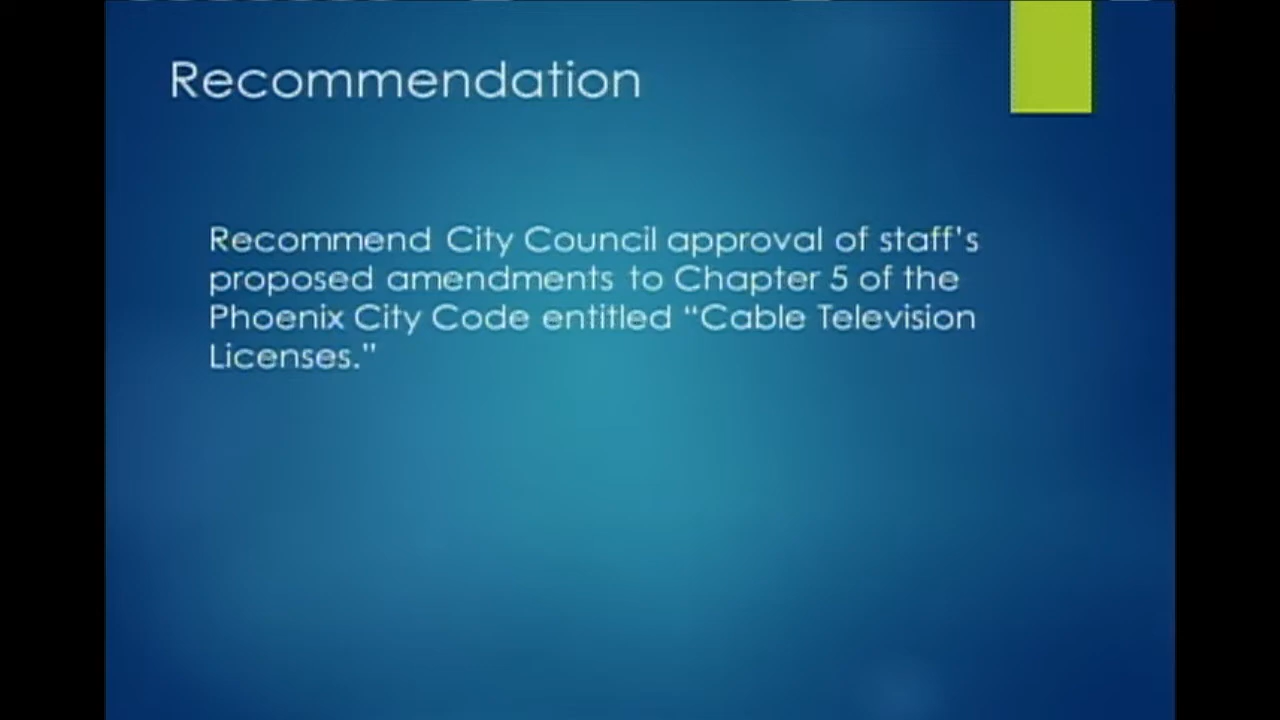 Recommendation
Recommend City Council approval of staff's
proposed amendments to Chapter 5 of the
Phoenix City Code entitled “Cable Television
Licenses.”